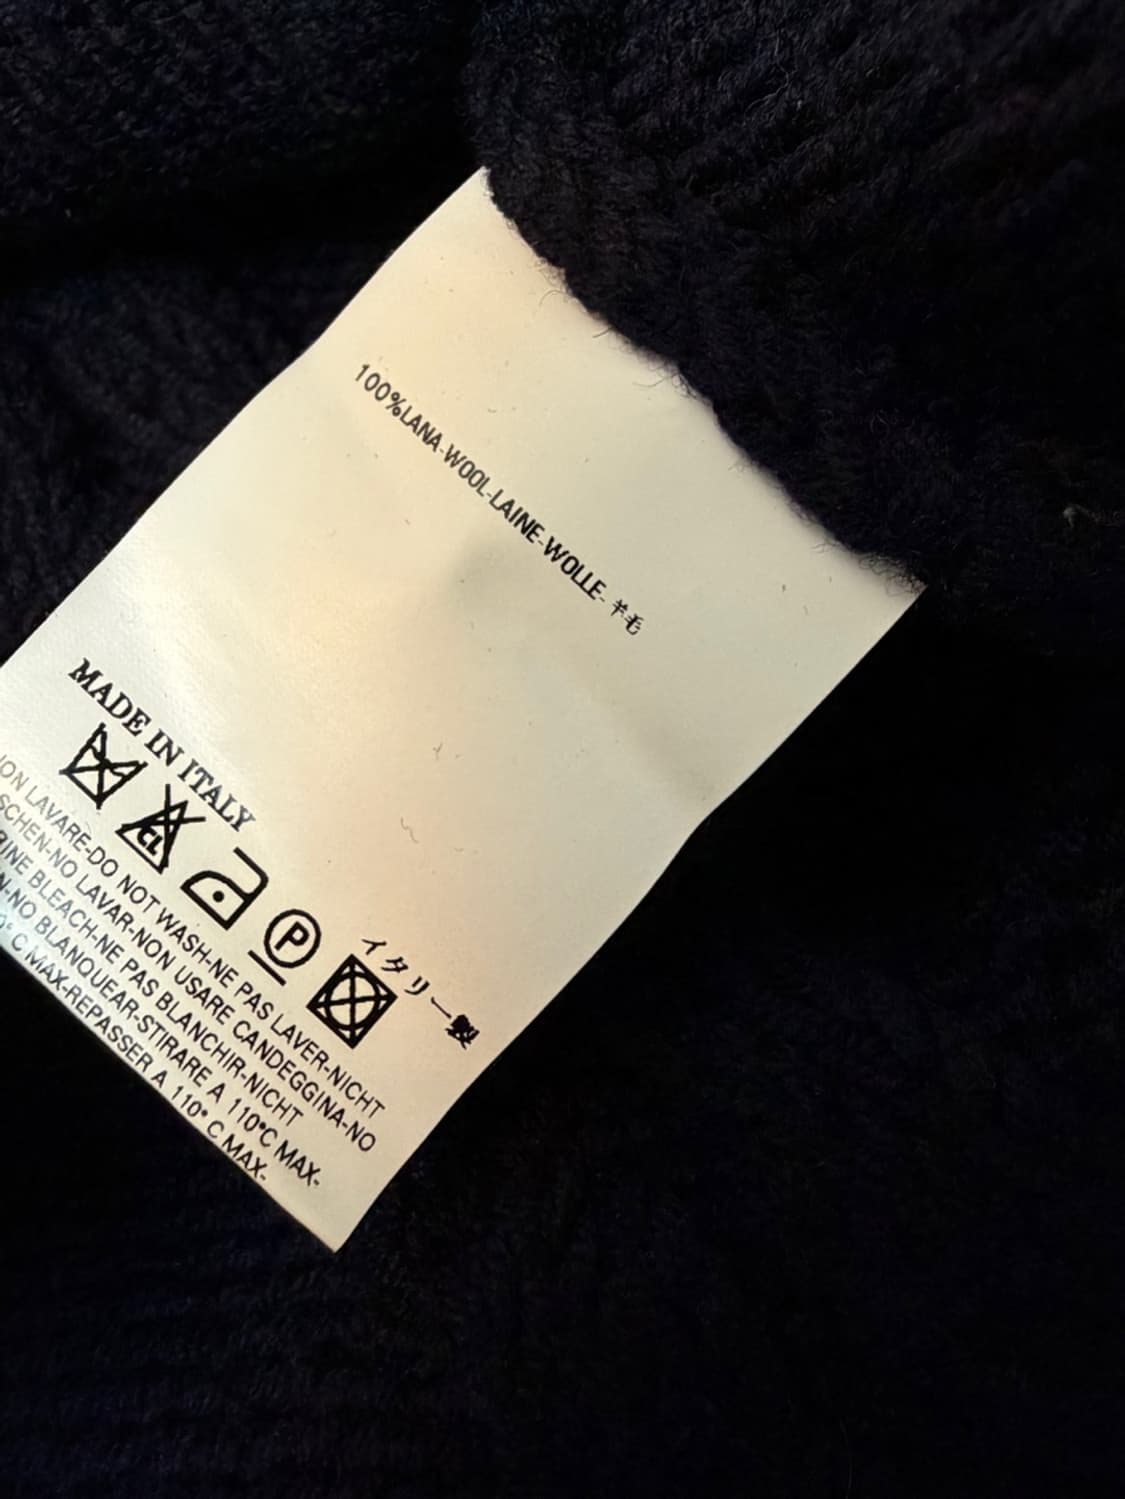 100%LANA-WOOL-LAINE-WOLLE-羊毛
MADE IN ITALY
CL
P
イタリー製
ON LAVARE-DO NOT WASH-NE PAS LAVER-NICHT
SCHEN-NO LAVAR-NON USARE CANDEGGINA-NO
RINE BLEACH-NE PAS BLANCHIR-NICHT
N-NO BLANQUEAR-STIRARE A 110°C MAX-
0° C MAX-REPASSER A 110° C MAX-